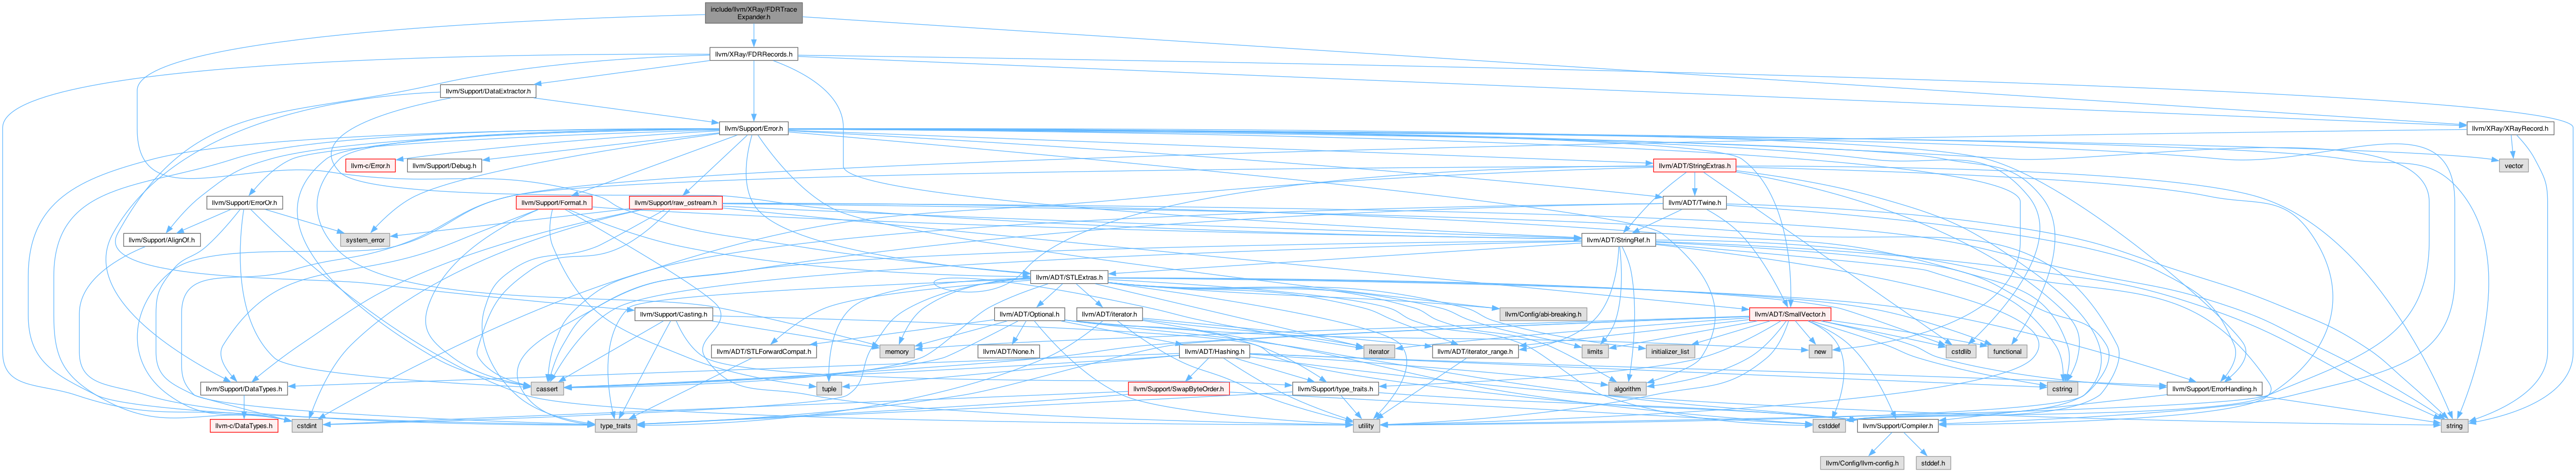 include/llvm/XRay/FDRTrace
Expander.h
llvm/XRay/FDRRecords.h
llvm/Support/DataExtractor.h
llvm/Support/Error.h
llvm/XRay/XRayRecord.h
llvm-c/Error.h
llvm/Support/Debug.h
llvm/ADT/StringExtras.h
vector
llvm/Support/ErrorOr.h
llvm/Support/Format.h
llvm/Support/raw_ostream.h
llvm/ADT/Twine.h
llvm/Support/AlignOf.h
system_error
llvm/ADT/StringRef.h
llvm/ADT/STLExtras.h
llvm/Support/Casting.h
llvm/ADT/Optional.h
llvm/ADT/iterator.h
llvm/Config/abi-breaking.h
llvm/ADT/SmallVector.h
llvm/ADT/STLForwardCompat.h
memory
llvm/ADT/None.h
llvm/ADT/Hashing.h
iterator
llvm/ADT/iterator_range.h
limits
initializer_list
new
cstdlib
functional
llvm/Support/DataTypes.h
cassert
tuple
llvm/Support/SwapByteOrder.h
llvm/Support/type_traits.h
algorithm
cstring
llvm/Support/ErrorHandling.h
llvm-c/DataTypes.h
cstdint
type_traits
utility
cstddef
llvm/Support/Compiler.h
string
llvm/Config/llvm-config.h
stddef.h